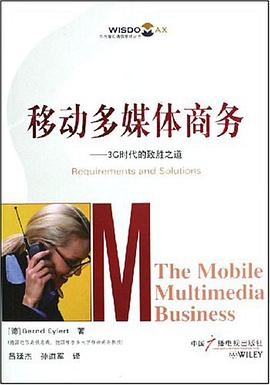 WISDOMAX
移动多媒体商务
——3G时代的致胜之道
Requirements and Solutions
M
The Mobile
Multimedia
Business
[德]Bernd Eylert 著
吕廷杰 孙道军 译
中国广播电视出版社
WILEY